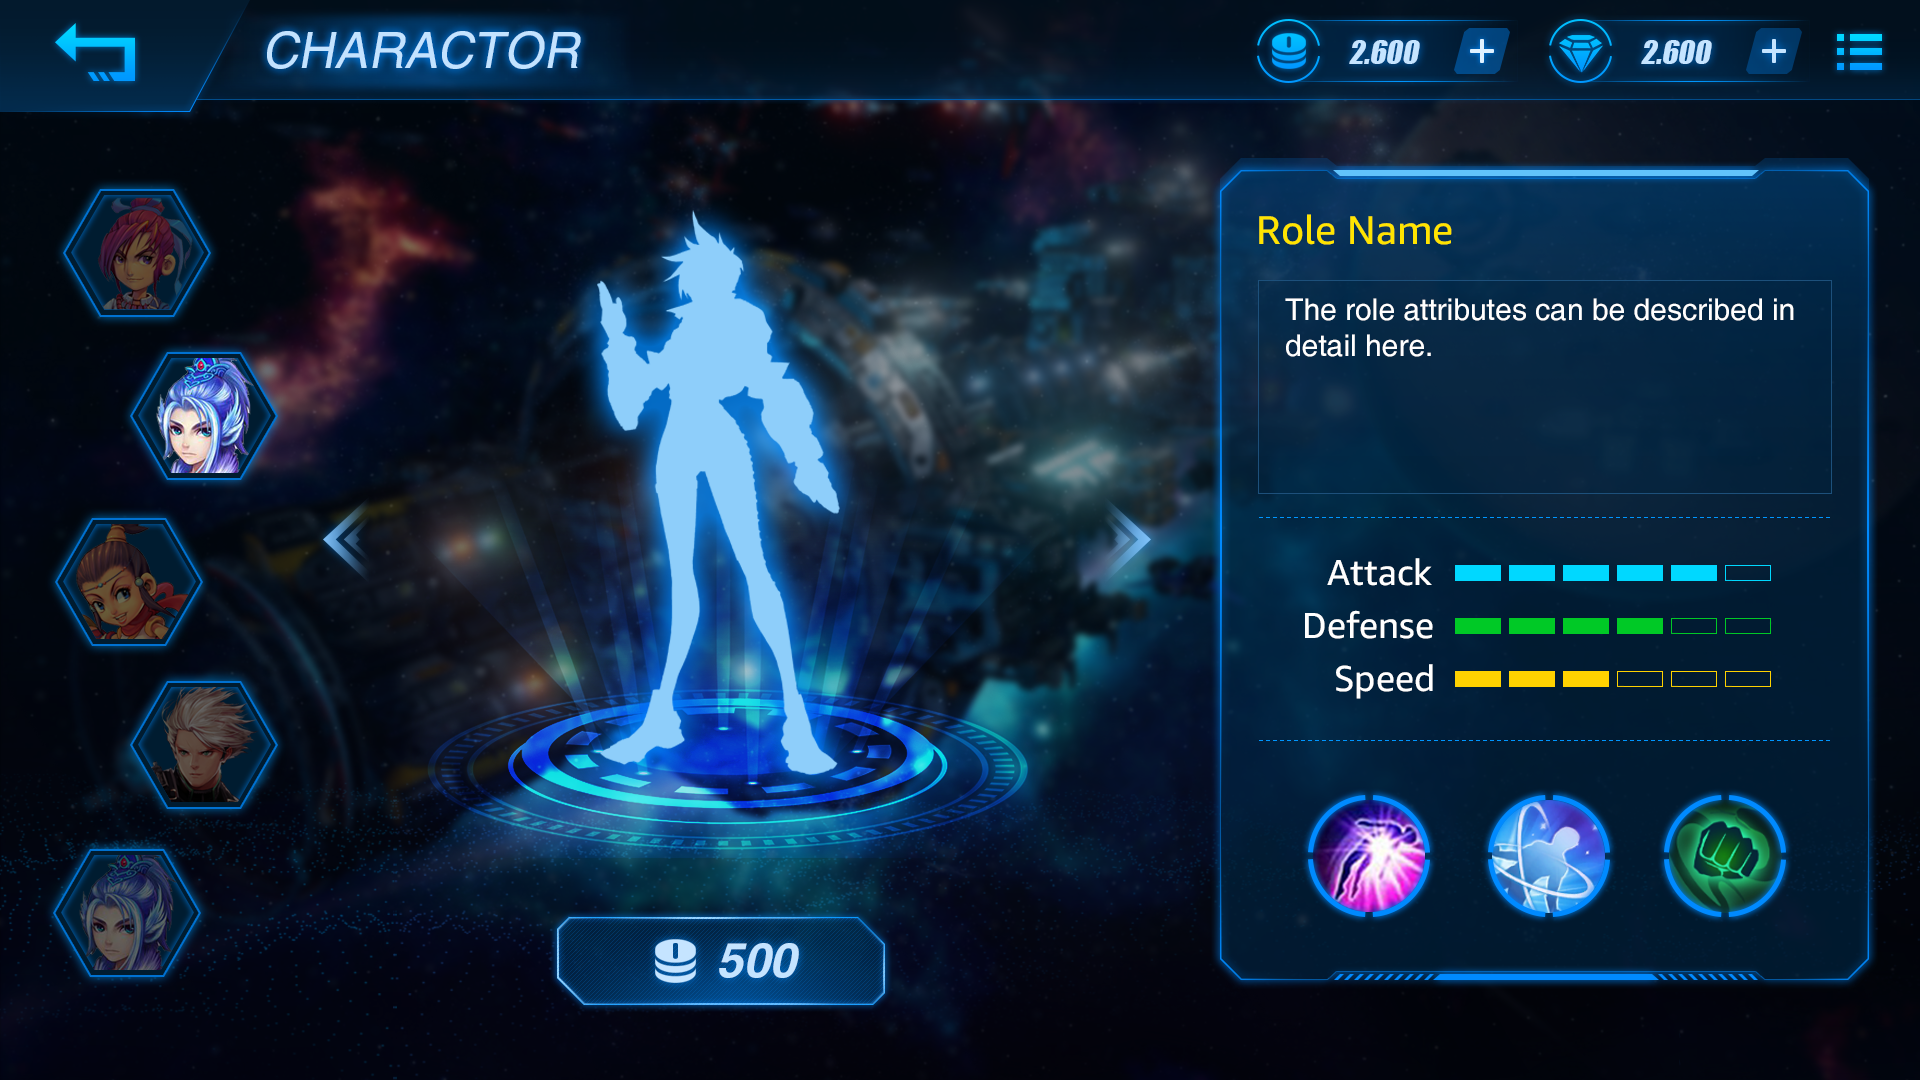 CHARACTOR
2.600
2.600
Role Name
The role attributes can be described in
detail here.
Attack
Defense
Speed
500